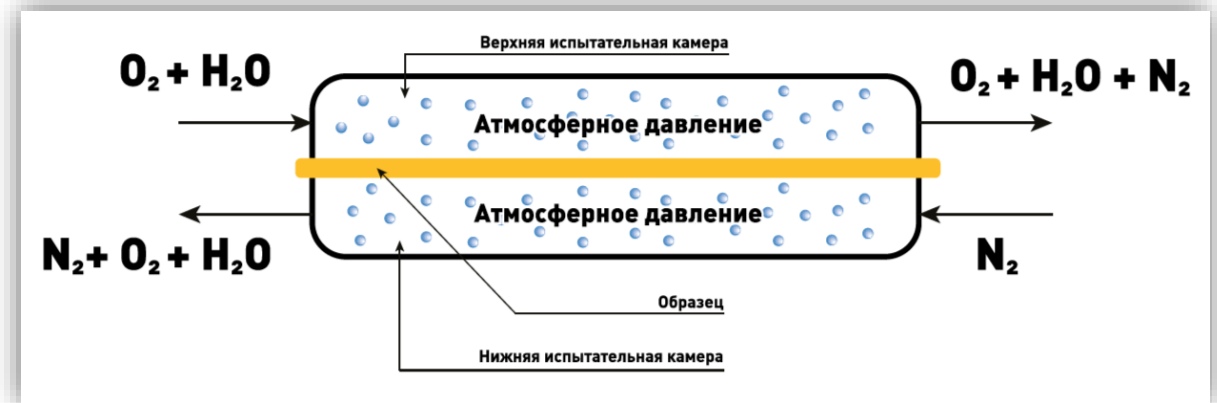 Верхняя испытательная камера
O₂ + H₂O
O₂ + H₂O + N₂
Атмосферное давление
Атмосферное давление
N₂ + O₂ + H₂O
N₂
Образец
Нижняя испытательная камера